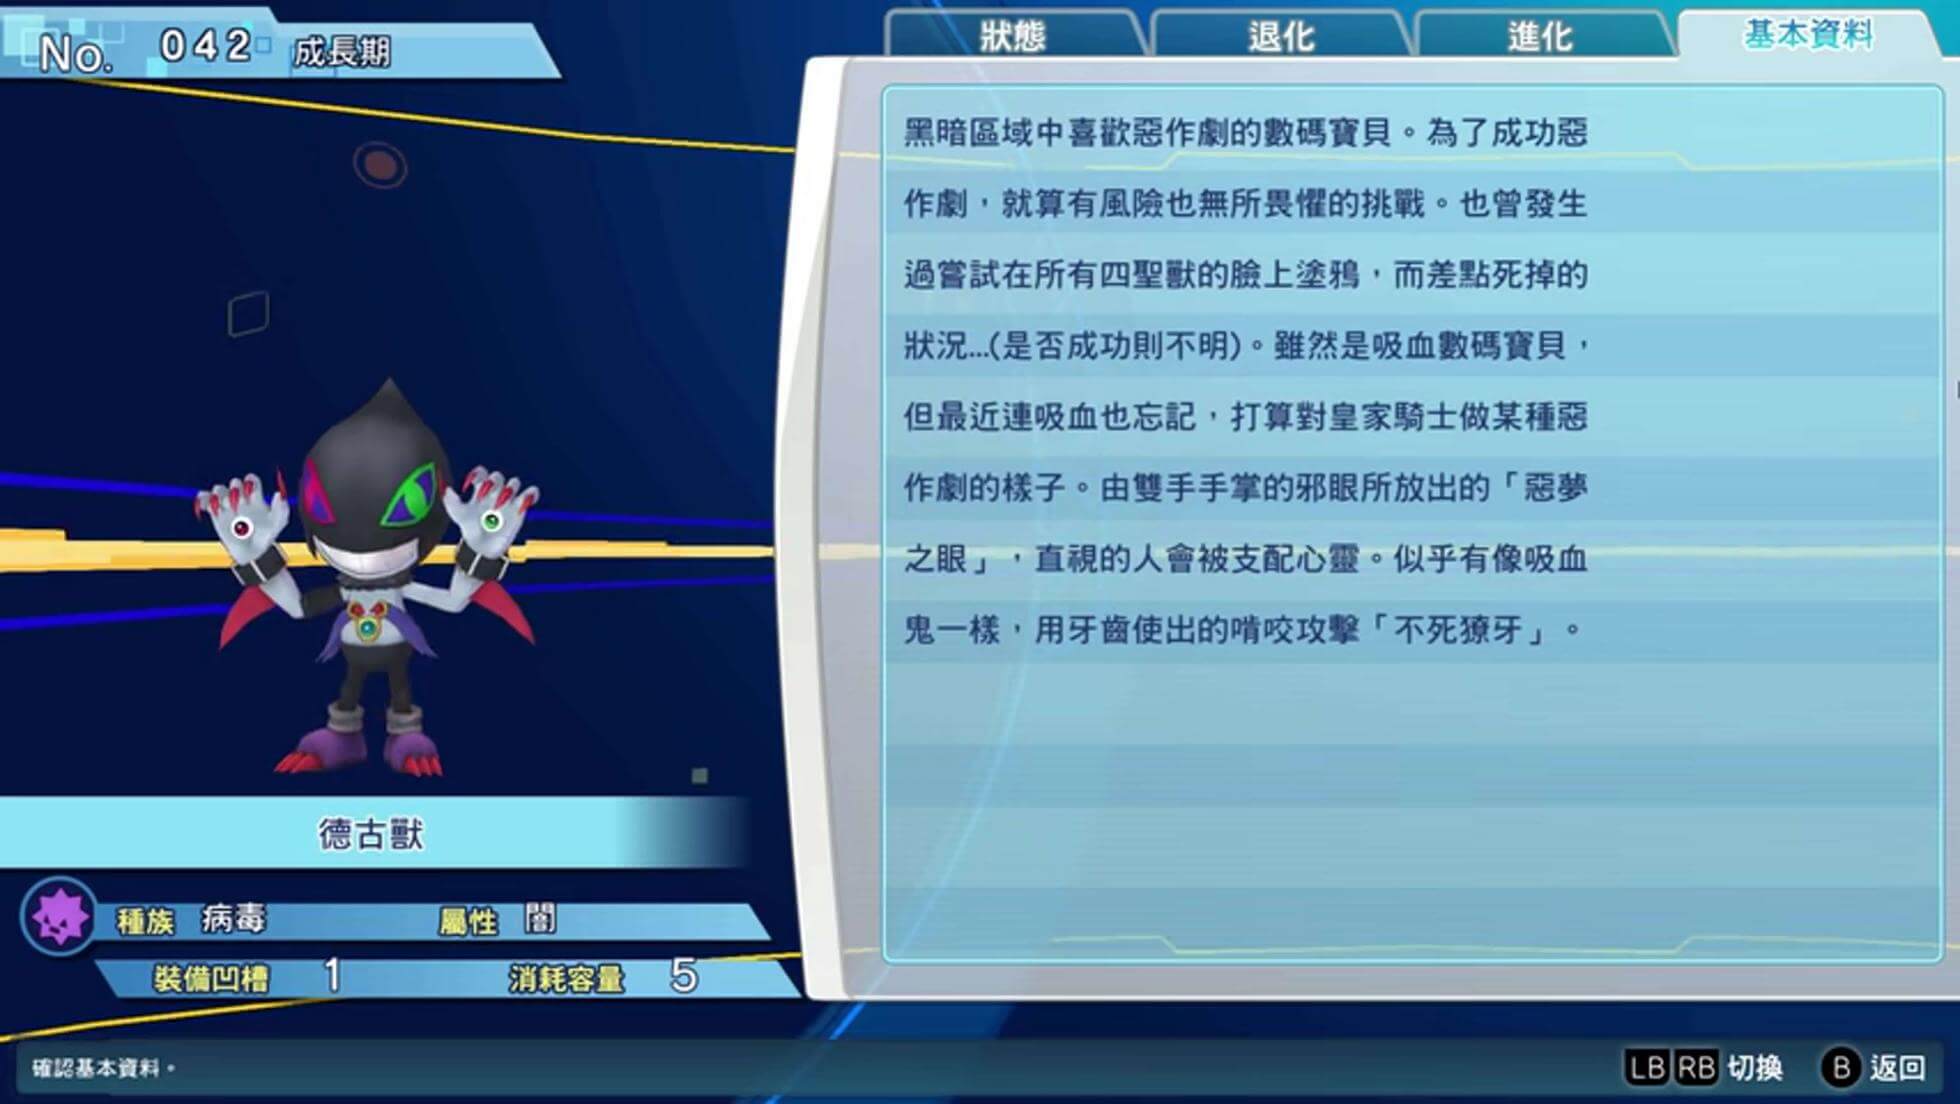 No. 042 成長期
狀態 退化 進化 基本資料
黑暗區域中喜歡惡作劇的數碼寶貝。為了成功惡
作劇，就算有風險也無所畏懼的挑戰。也曾發生
過嘗試在所有四聖獸的臉上塗鴉，而差點死掉的
狀況...(是否成功則不明)。雖然是吸血數碼寶貝，
但最近連吸血也忘記，打算對皇家騎士做某種惡
作劇的樣子。由雙手手掌的邪眼所放出的「惡夢
之眼」，直視的人會被支配心靈。似乎有像吸血
鬼一樣，用牙齒使出的啃咬攻擊「不死獠牙」。
德古獸
種族 病毒 屬性 闇
裝備凹槽 1 消耗容量 5
確認基本資料。
LB RB 切換 B 返回